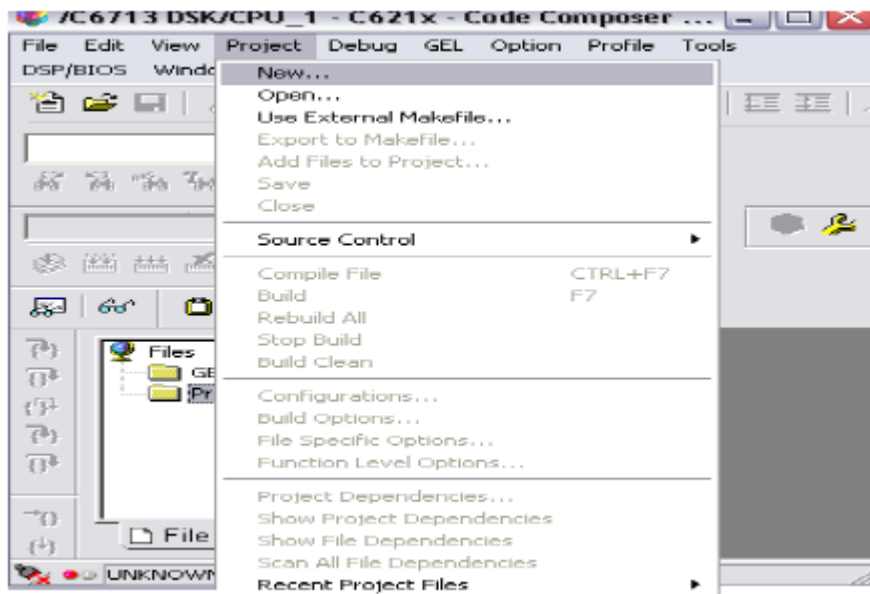 /C6713 DSK/CPU_1 - C621x - Code Composer ...
File Edit View Project Debug GEL Option Profile Tools
DSP/BIOS
New...
Open...
Use External Makefile...
Export to Makefile...
Add Files to Project...
Save
Close
Source Control
Compile File CTRL+F7
Build F7
Rebuild All
Stop Build
Build Clean
Configurations...
Build Options...
File Specific Options...
Function Level Options...
Project Dependencies...
Show Project Dependencies
Show File Dependencies
Scan All File Dependencies
Recent Project Files
Files
GE
Pr
File
UNKNOWN